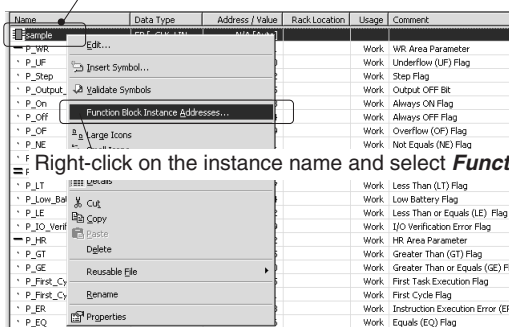 Name Data Type Address / Value Rack Location Usage Comment
sample N/A [Auto]
P_WR Edit... Work WR Area Parameter
P_UF Work Underflow (UF) Flag
P_Step Insert Symbol... Work Step Flag
P_Output_ Validate Symbols Work Output OFF Bit
P_On Work Always ON Flag
P_Off Function Block Instance Addresses... Work Always OFF Flag
P_OF Work Overflow (OF) Flag
P_NE Large Icons Work Not Equals (NE) Flag
Right-click on the instance name and select Funct
P_LT Details Work Less Than (LT) Flag
P_Low_Bat Cut Work Low Battery Flag
P_LE Copy Work Less Than or Equals (LE) Flag
P_IO_Verif Paste Work I/O Verification Error Flag
P_HR Work HR Area Parameter
P_GT Delete Work Greater Than (GT) Flag
P_GE Reusable File Work Greater Than or Equals (GE) F
P_First_Cy Work First Task Execution Flag
P_First_Cy Rename Work First Cycle Flag
P_ER Work Instruction Execution Error (ER
P_EQ Properties Work Equals (EQ) Flag